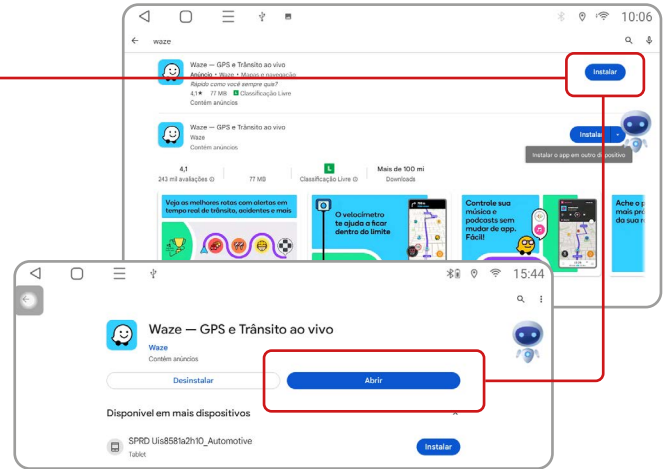 10:06
waze
Waze — GPS e Trânsito ao vivo
Anúncio • Waze • Mapas e navegação
Rápido como você sempre quis?
4,1★ 77 MB L Classificação Livre
Contém anúncios
Instalar
Waze — GPS e Trânsito ao vivo
Waze
Contém anúncios
Instalar
Instalar o app em outro dispositivo
4,1
243 mil avaliações
77 MB
L
Classificação Livre
Mais de 100 mi
Downloads
Veja as melhores rotas com alertas em
tempo real de trânsito, acidentes e mais
O velocímetro
te ajuda a ficar
dentro do limite
Controle sua
música e
podcasts sem
mudar de app.
Fácil!
Ache o
mais
da sua
15:44
Waze — GPS e Trânsito ao vivo
Waze
Contém anúncios
Desinstalar
Abrir
Disponível em mais dispositivos
SPRD Uis8581a2h10_Automotive
Tablet
Instalar